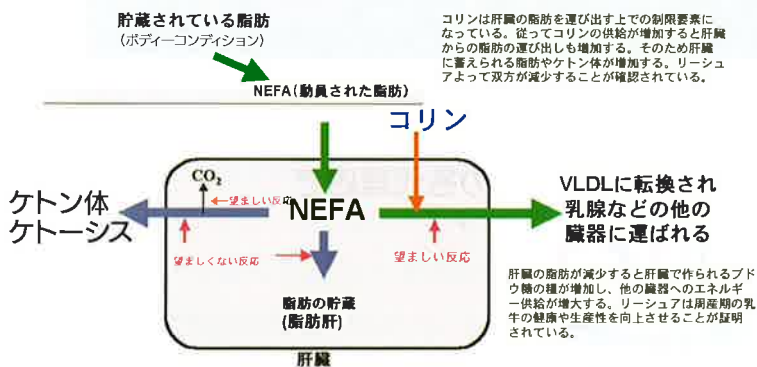 貯蔵されている脂肪
(ボディーコンディション)
コリンは肝臓の脂肪を運び出す上での制限要素に
なっている。従ってコリンの供給が増加すると肝臓
からの脂肪の運び出しも増加する。そのため肝臓
に蓄えられる脂肪やケトン体が増加する。リーシュ
アよって双方が減少することが確認されている。
NEFA(動員された脂肪)
コリン
CO₂
望ましい反応
ケトン体
ケトーシス
NEFA
VLDLに転換され
乳腺などの他の
臓器に運ばれる
望ましくない反応
望ましい反応
脂肪の貯蔵
(脂肪肝)
肝臓
肝臓の脂肪が減少すると肝臓で作られるブド
ウ糖の種が増加し、他の臓器へのエネルギ
ー供給が増大する。リーシュアは周産期の乳
牛の健康や生産性を向上させることが証明
されている。